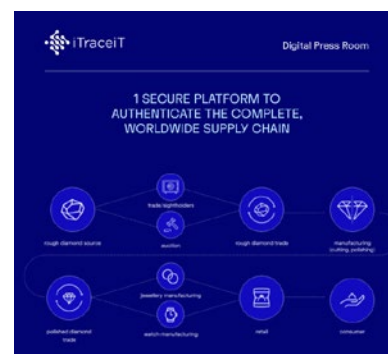 iTraceiT
Digital Press Room
1 SECURE PLATFORM TO
AUTHENTICATE THE COMPLETE,
WORLDWIDE SUPPLY CHAIN
trade sightholders
rough diamond source
auction
rough diamond trade
manufacturing
(cutting, polishing)
jewellery manufacturing
polished diamond
trade
watch manufacturing
retail
consumer